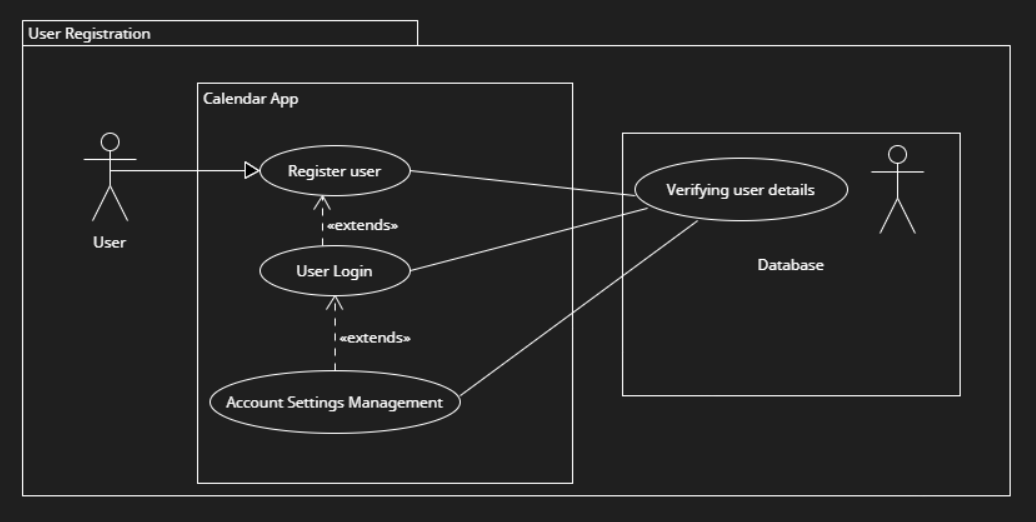 User Registration
Calendar App
Register user
Verifying user details
«extends»
User
User Login
Database
«extends»
Account Settings Management